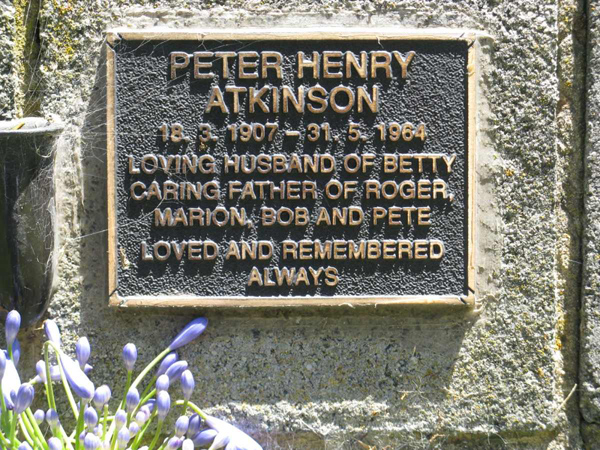 PETER HENRY
ATKINSON
18. 3. 1907 – 31. 5. 1964
LOVING HUSBAND OF BETTY
CARING FATHER OF ROGER,
MARION, BOB AND PETE
LOVED AND REMEMBERED
ALWAYS